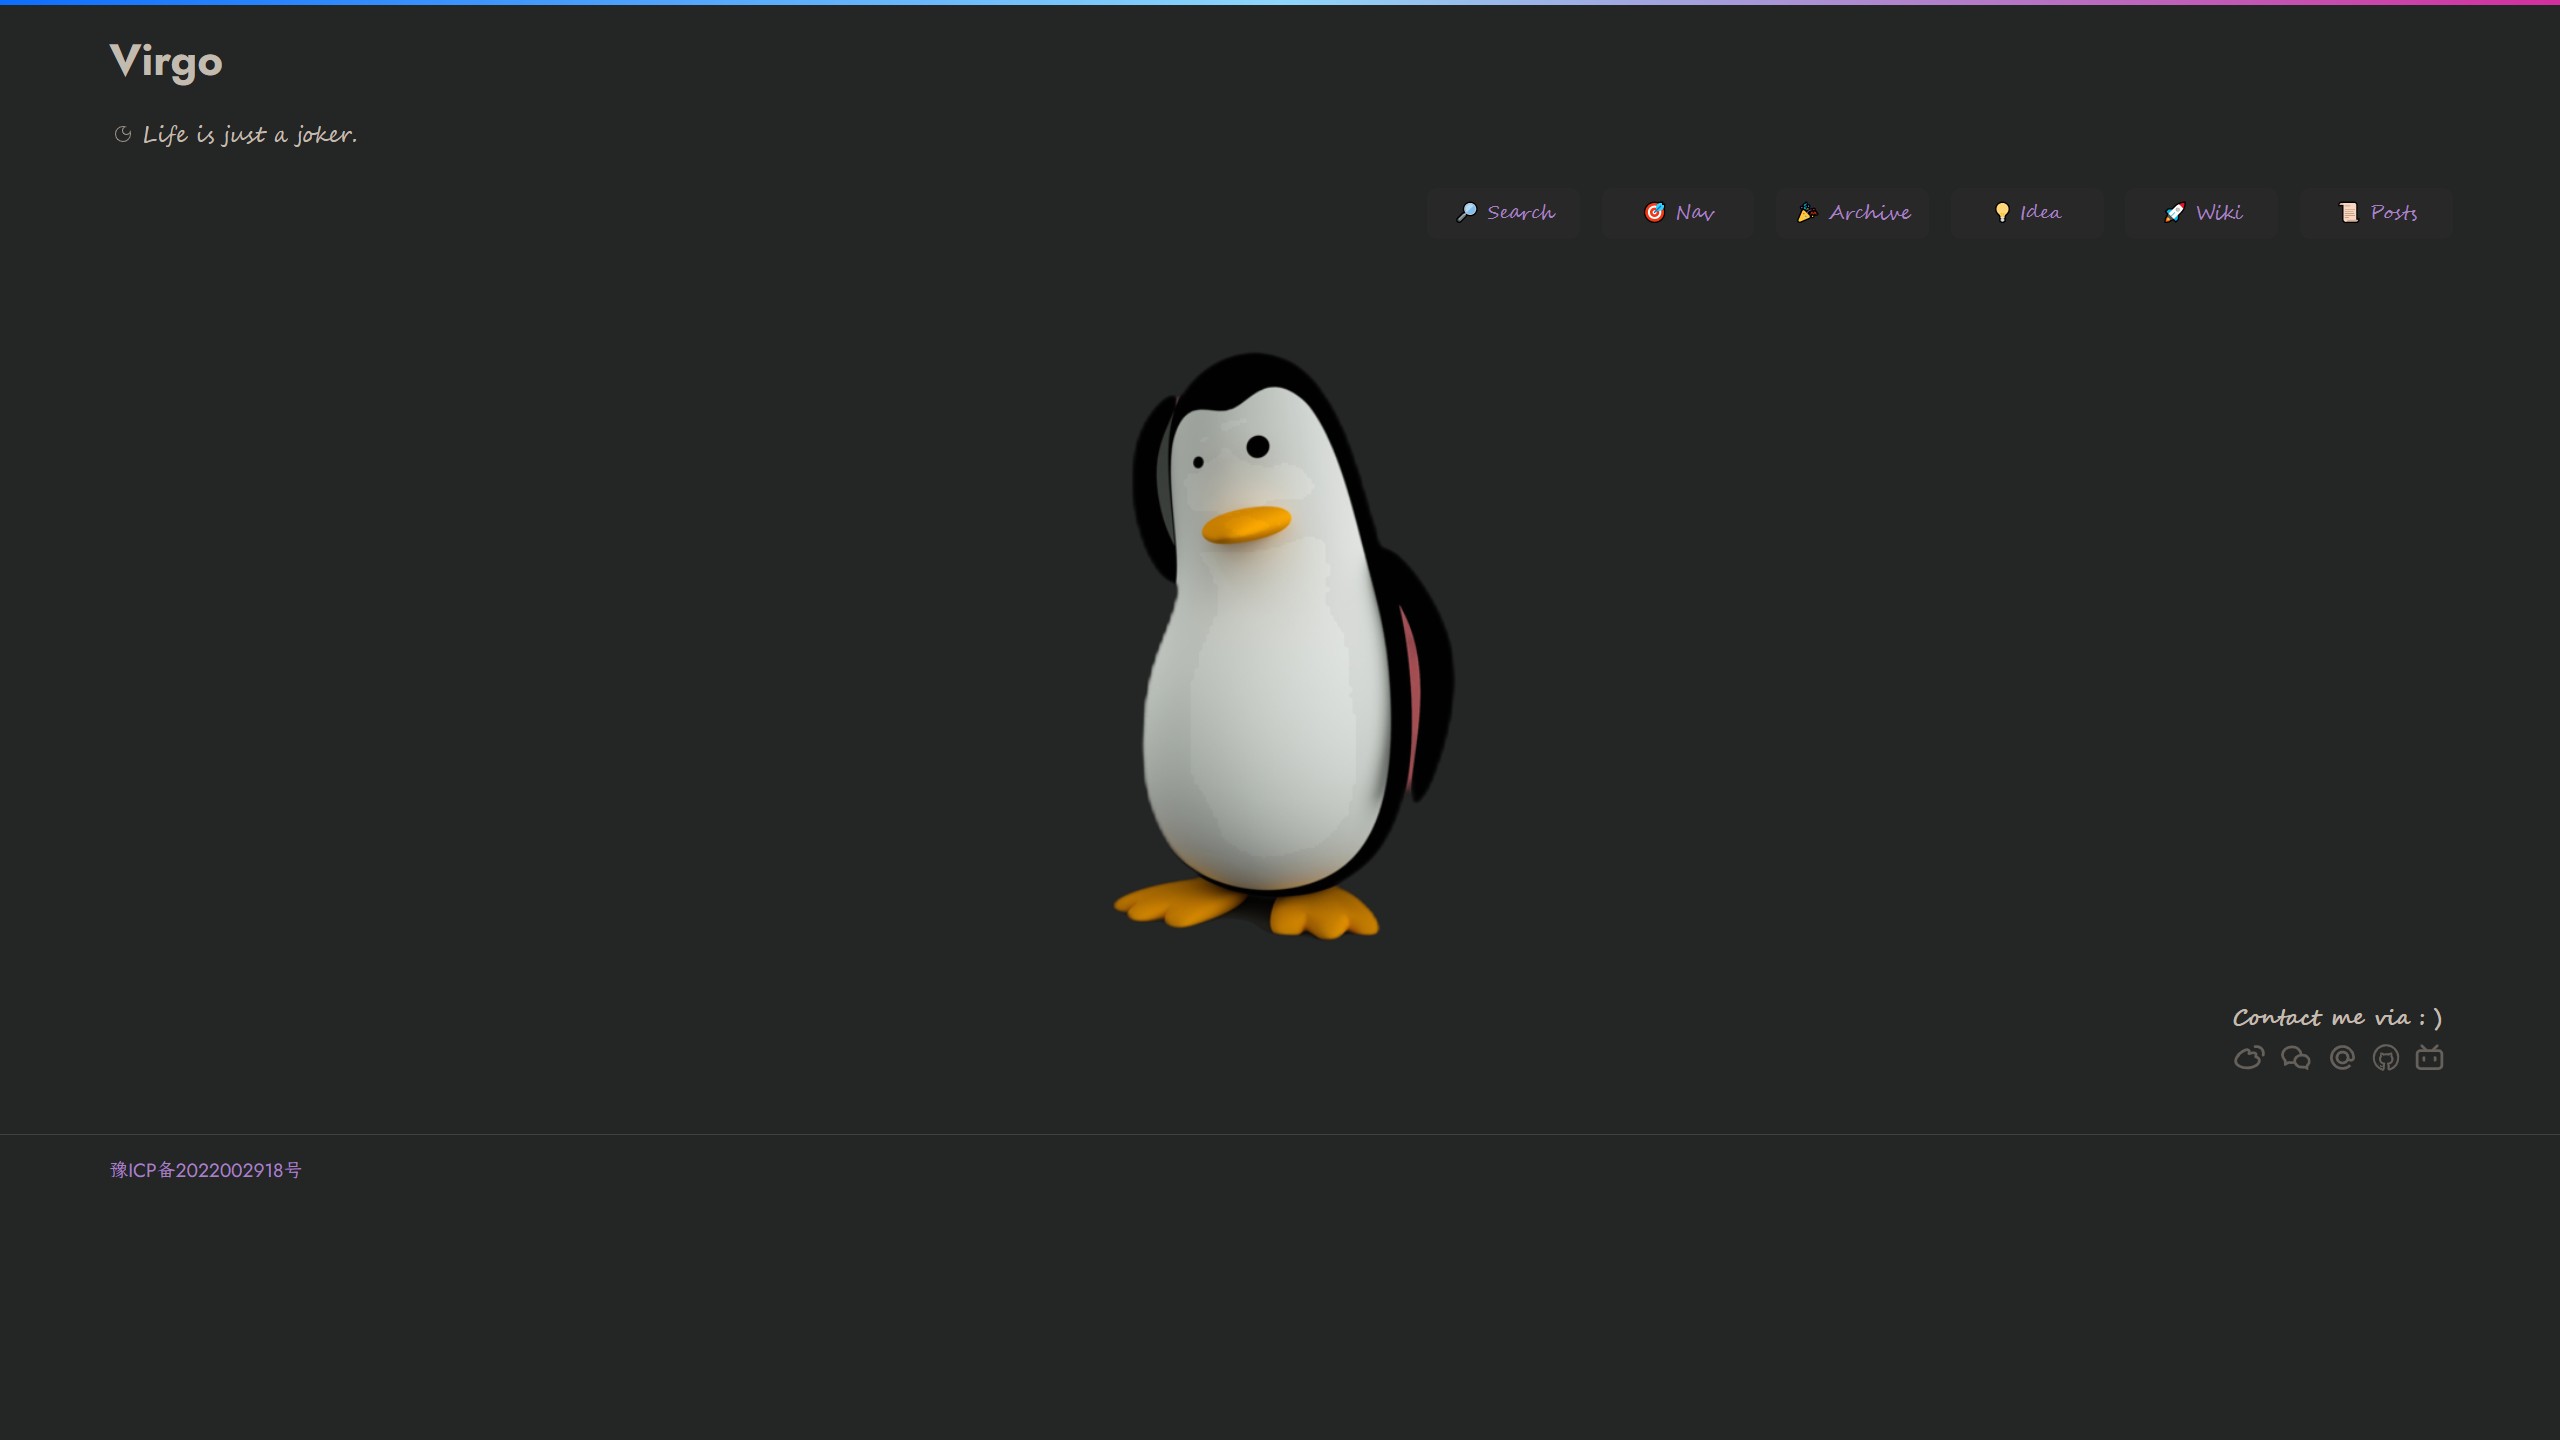 Virgo
Life is just a joker.
Search Nav Archive Idea Wiki Posts
Contact me via : )
豫ICP备2022002918号